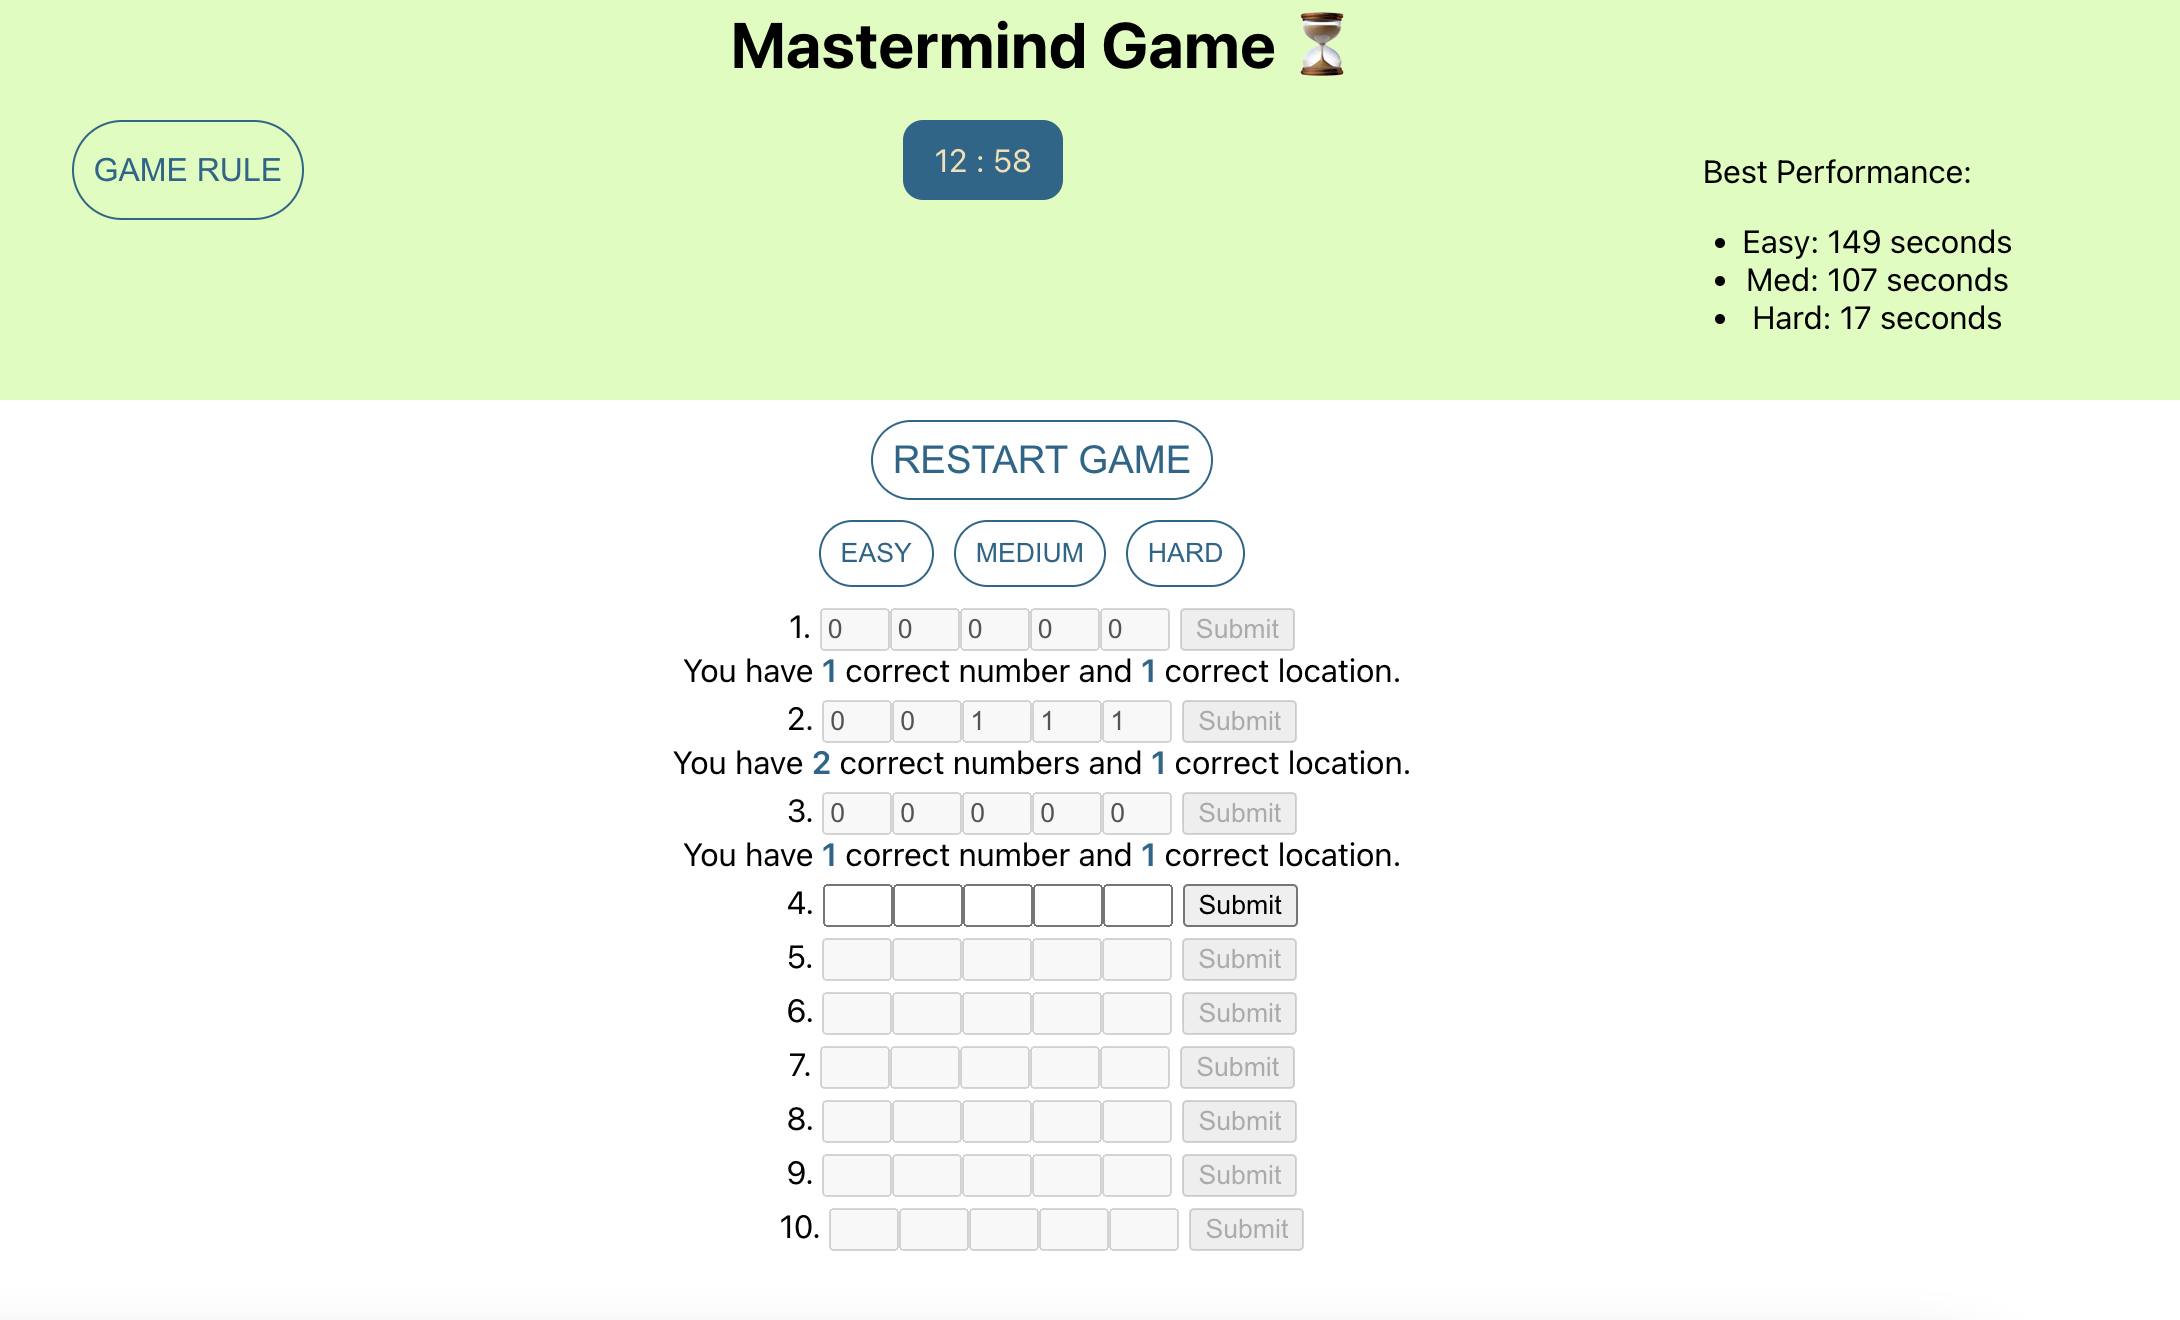 Mastermind Game ⏳
GAME RULE
12 : 58
Best Performance:
• Easy: 149 seconds
• Med: 107 seconds
• Hard: 17 seconds
RESTART GAME
EASY MEDIUM HARD
1. 0 0 0 0 0 Submit
You have 1 correct number and 1 correct location.
2. 0 0 1 1 1 Submit
You have 2 correct numbers and 1 correct location.
3. 0 0 0 0 0 Submit
You have 1 correct number and 1 correct location.
4. Submit
5. Submit
6. Submit
7. Submit
8. Submit
9. Submit
10. Submit